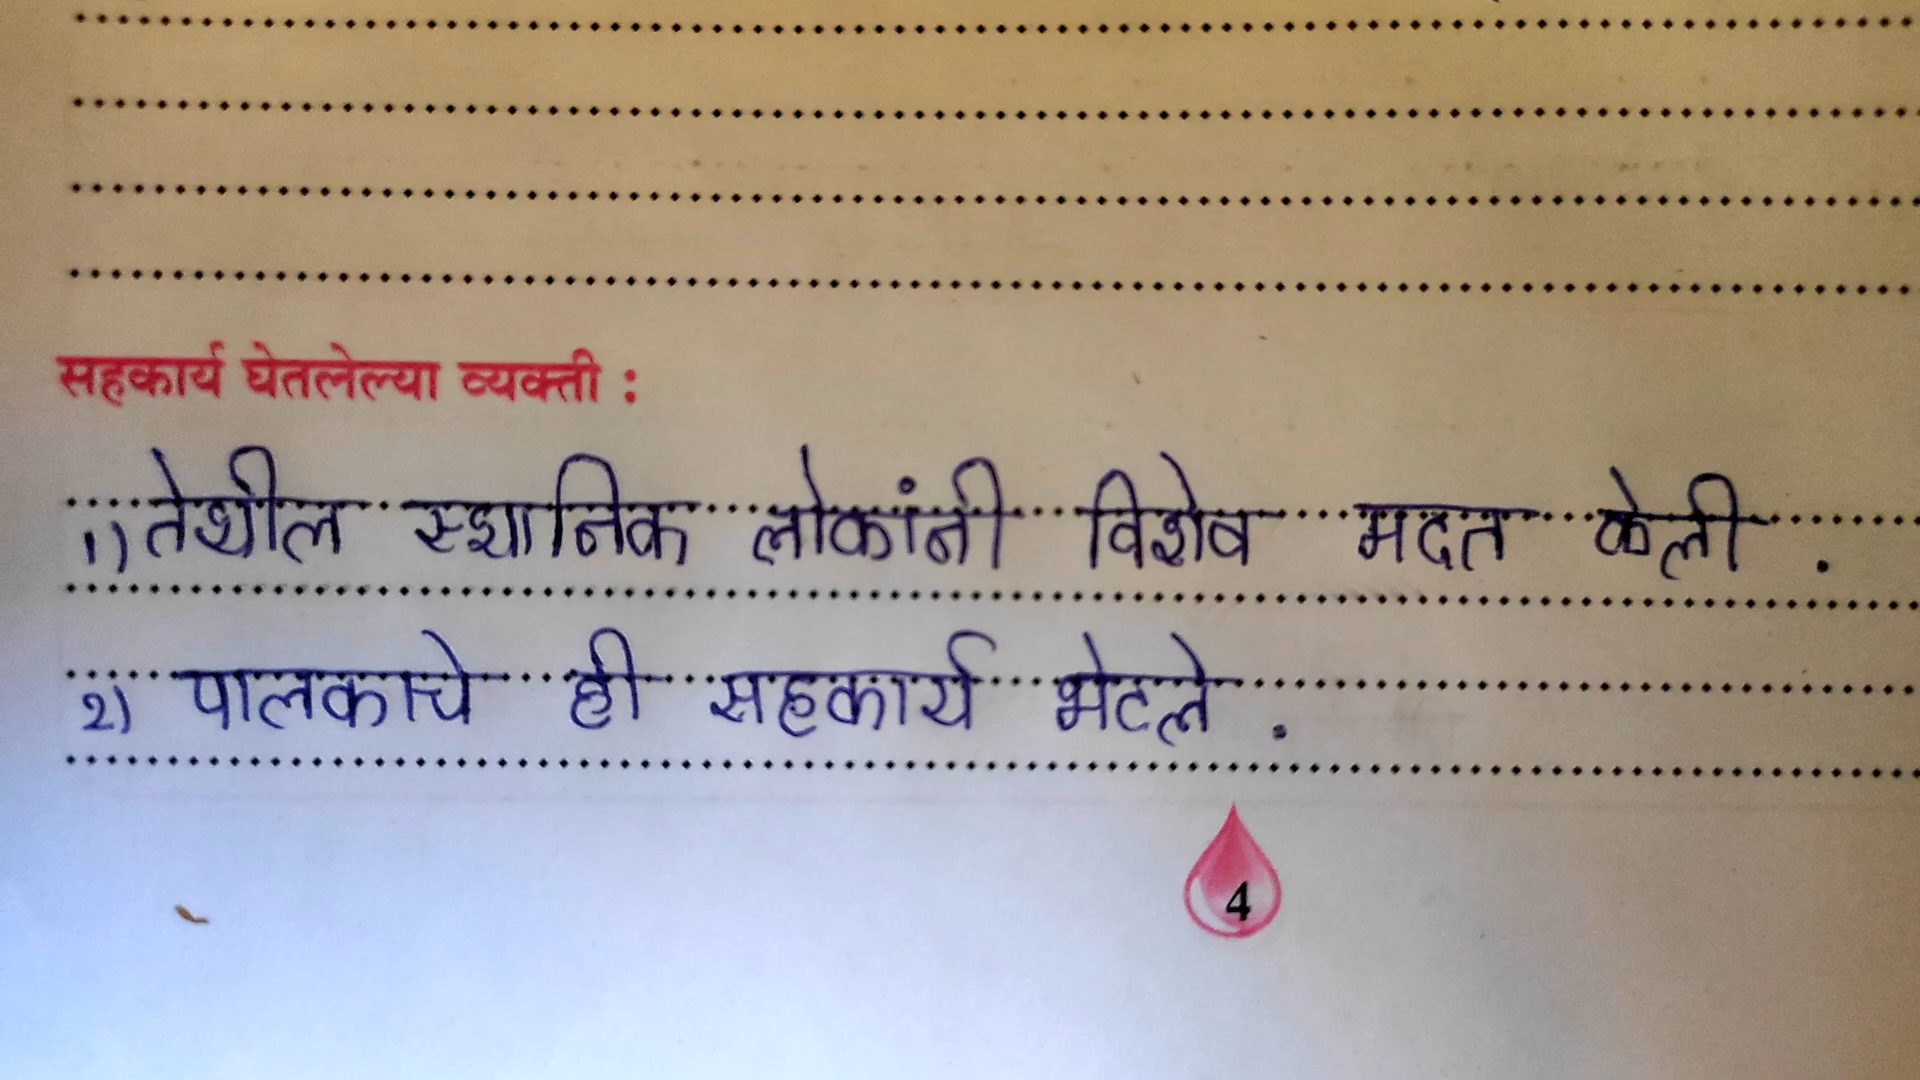 सहकार्य घेतलेल्या व्यक्ती :
1) तेथील स्थानिक लोकांनी विशेष मदत केली .
2) पालकाचे ही सहकार्य भेटले .
4